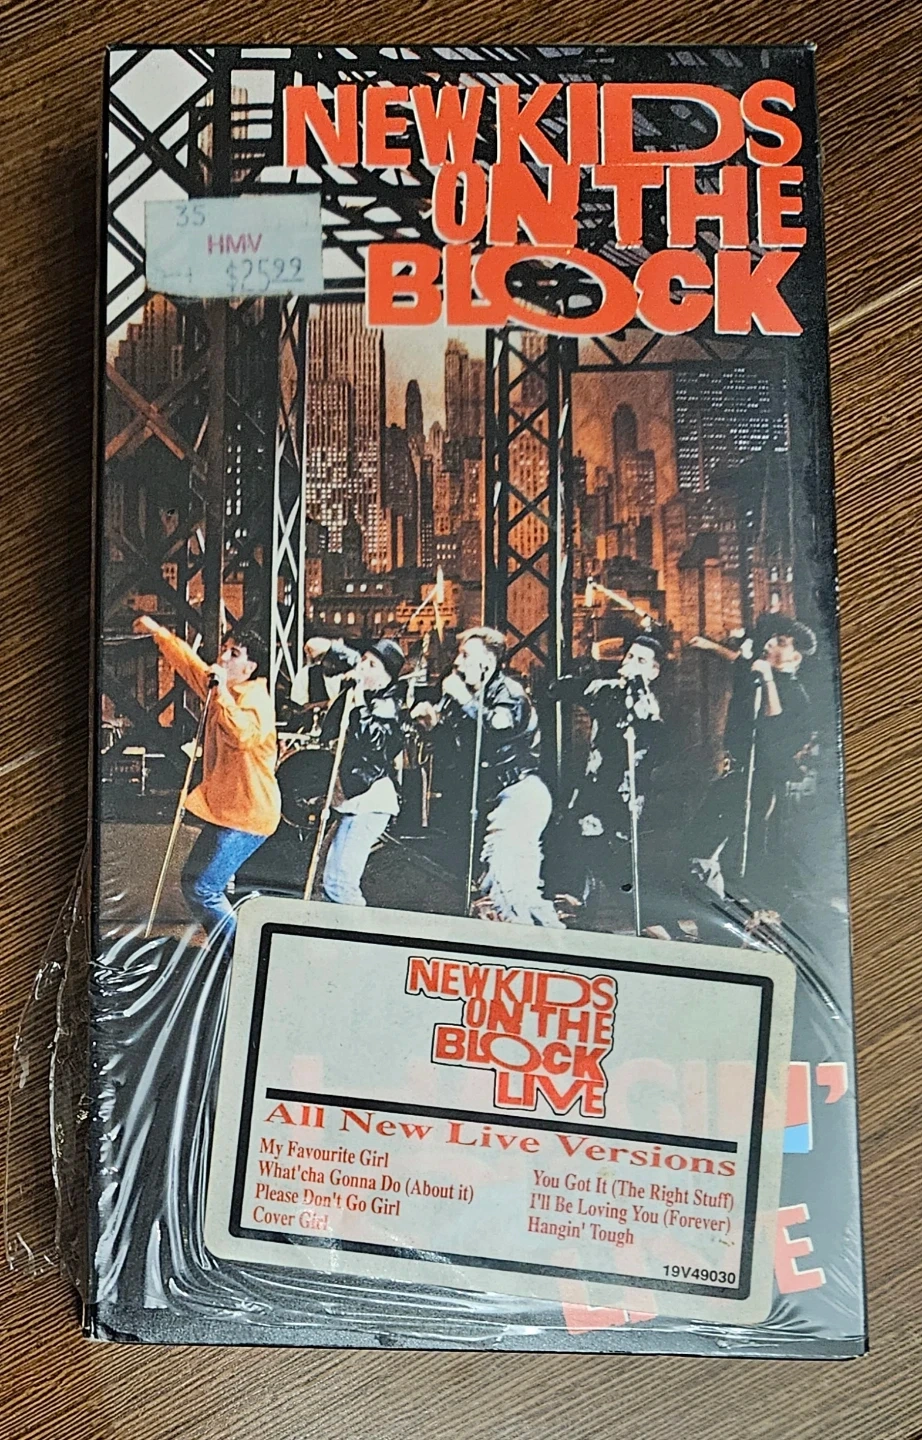 NEW KIDS
ON THE
BLOCK
35
HMV
$25.99
NEW KIDS
ON THE
BLOCK
LIVE
All New Live Versions
My Favourite Girl
What'cha Gonna Do (About it)
Please Don't Go Girl
Cover Girl
You Got It (The Right Stuff)
I'll Be Loving You (Forever)
Hangin' Tough
19V49030